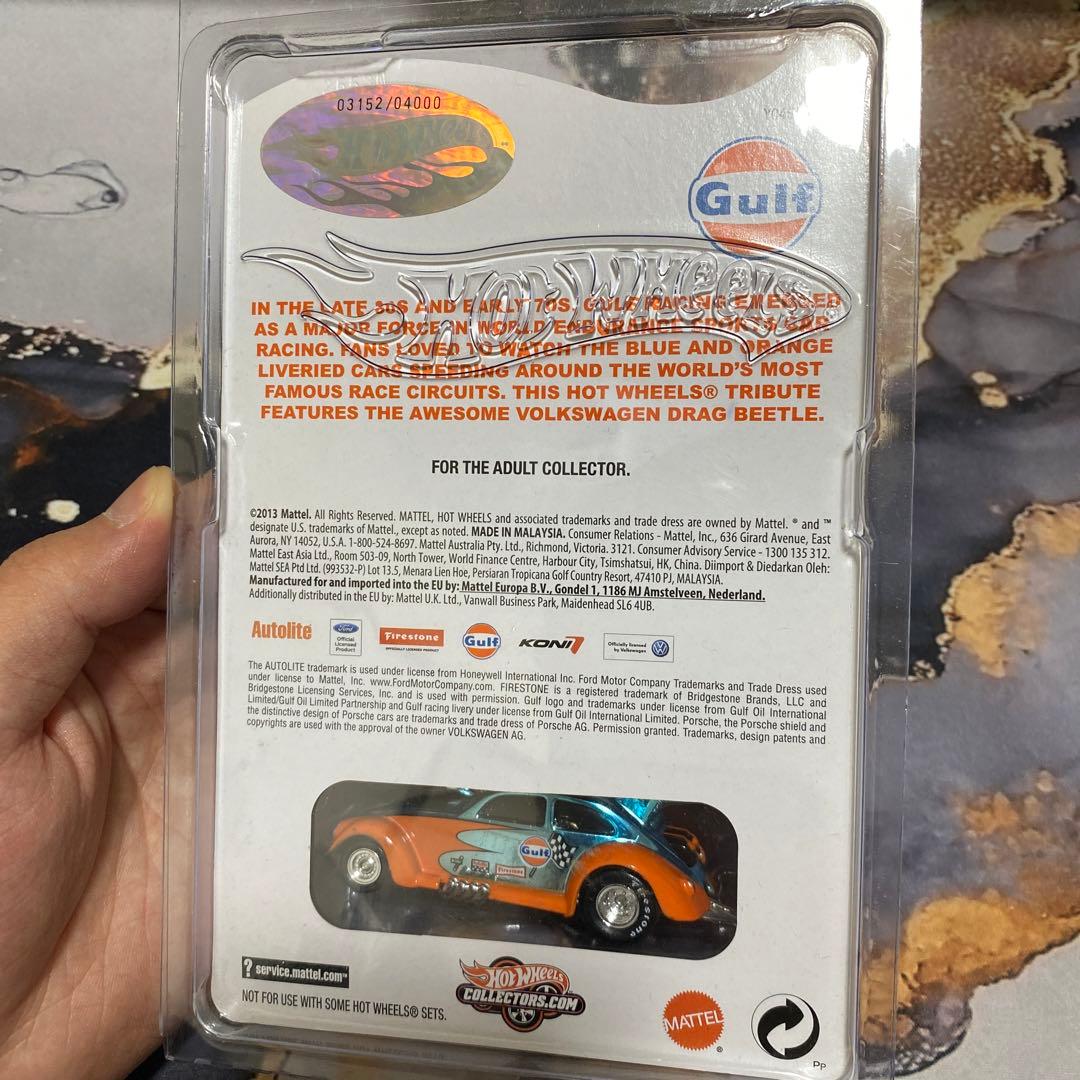 03152/04000
Gulf
HOT WHEELS
IN THE LATE 30S AND EARLY 70S, GULF RACING EMERGED
AS A MAJOR FORCE IN WORLD ENDURANCE SPORTS CAR
RACING. FANS LOVED TO WATCH THE BLUE AND ORANGE
LIVERIED CARS SPEEDING AROUND THE WORLD'S MOST
FAMOUS RACE CIRCUITS. THIS HOT WHEELS® TRIBUTE
FEATURES THE AWESOME VOLKSWAGEN DRAG BEETLE.
FOR THE ADULT COLLECTOR.
©2013 Mattel. All Rights Reserved. MATTEL, HOT WHEELS and associated trademarks and trade dress are owned by Mattel. ® and ™
designate U.S. trademarks of Mattel, except as noted. MADE IN MALAYSIA. Consumer Relations - Mattel, Inc., 636 Girard Avenue, East
Aurora, NY 14052, U.S.A. 1-800-524-8697. Mattel Australia Pty. Ltd., Richmond, Victoria. 3121. Consumer Advisory Service - 1300 135 312.
Mattel East Asia Ltd., Room 503-09, North Tower, World Finance Centre, Harbour City, Tsimshatsui, HK, China. Diimport & Diedarkan Oleh:
Mattel SEA Ptd Ltd. (993532-P) Lot 13.5, Menara Lien Hoe, Persiaran Tropicana Golf Country Resort, 47410 PJ, MALAYSIA.
Manufactured for and imported into the EU by: Mattel Europa B.V., Gondel 1, 1186 MJ Amstelveen, Nederland.
Additionally distributed in the EU by: Mattel U.K. Ltd., Vanwall Business Park, Maidenhead SL6 4UB.
Autolite Ford Official Licensed Product Firestone OFFICIALLY LICENSED PRODUCT Gulf KONI Officially licensed by Volkswagen
The AUTOLITE trademark is used under license from Honeywell International Inc. Ford Motor Company Trademarks and Trade Dress used
under license to Mattel, Inc. www.FordMotorCompany.com. FIRESTONE is a registered trademark of Bridgestone Brands, LLC and
Bridgestone Licensing Services, Inc. and is used with permission. Gulf logo and trademarks under license from Gulf Oil International
Limited/Gulf Oil Limited Partnership and Gulf racing livery under license from Gulf Oil International Limited. Porsche, the Porsche shield and
the distinctive design of Porsche cars are trademarks and trade dress of Porsche AG. Permission granted. Trademarks, design patents and
copyrights are used with the approval of the owner VOLKSWAGEN AG.
Gulf
Firestone
Firestone
? service.mattel.com™
NOT FOR USE WITH SOME HOT WHEELS® SETS.
HOT WHEELS
COLLECTORS.COM
MATTEL
®
PP